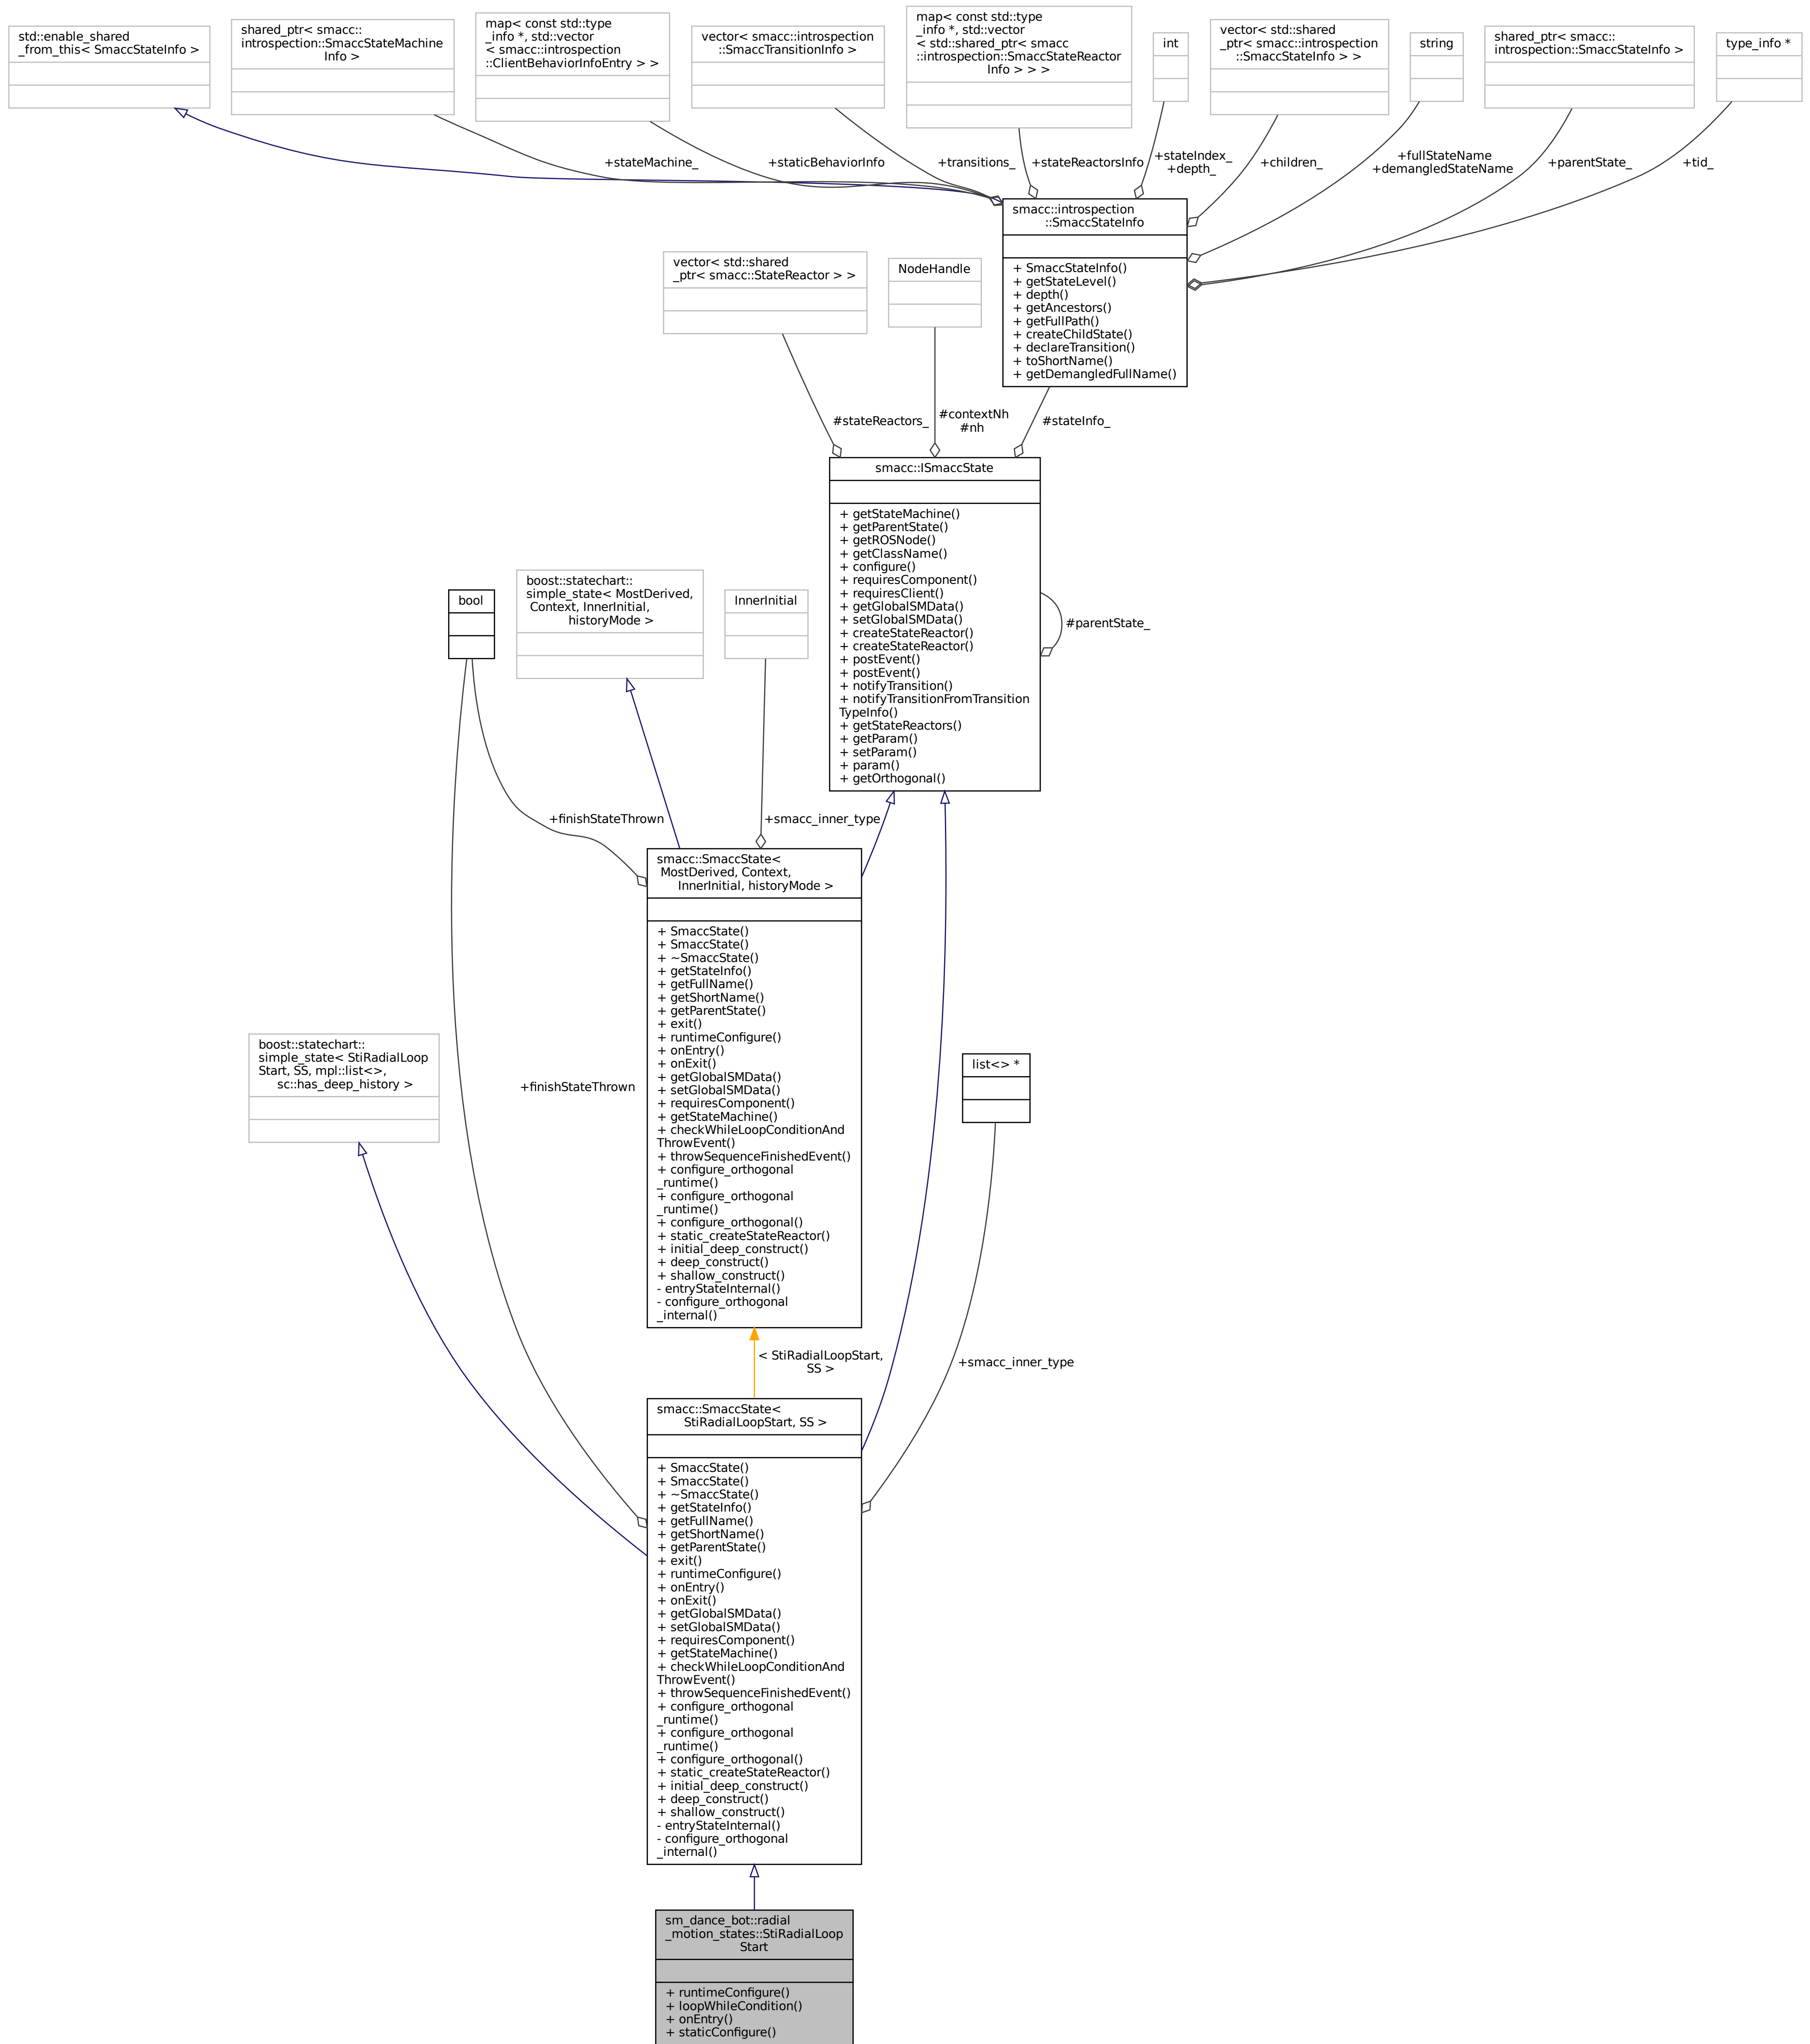 std::enable_shared
_from_this< SmaccStateInfo >
shared_ptr< smacc::
introspection::SmaccStateMachine
Info >
map< const std::type
_info *, std::vector
< smacc::introspection
::ClientBehaviorInfoEntry > >
vector< smacc::introspection
::SmaccTransitionInfo >
map< const std::type
_info *, std::vector
< std::shared_ptr< smacc
::introspection::SmaccStateReactor
Info > > >
int
vector< std::shared
_ptr< smacc::introspection
::SmaccStateInfo > >
string
shared_ptr< smacc::
introspection::SmaccStateInfo >
type_info *
+stateMachine_
+staticBehaviorInfo
+transitions_
+stateReactorsInfo
+stateIndex_
+depth_
+children_
+fullStateName
+demangledStateName
+parentState_
+tid_
smacc::introspection
::SmaccStateInfo
+ SmaccStateInfo()
+ getStateLevel()
+ depth()
+ getAncestors()
+ getFullPath()
+ createChildState()
+ declareTransition()
+ toShortName()
+ getDemangledFullName()
vector< std::shared
_ptr< smacc::StateReactor > >
NodeHandle
#stateReactors_
#contextNh
#nh
#stateInfo_
smacc::ISmaccState
+ getStateMachine()
+ getParentState()
+ getROSNode()
+ getClassName()
+ configure()
+ requiresComponent()
+ requiresClient()
+ getGlobalSMData()
+ setGlobalSMData()
+ createStateReactor()
+ createStateReactor()
+ postEvent()
+ postEvent()
+ notifyTransition()
+ notifyTransitionFromTransition
TypeInfo()
+ getStateReactors()
+ getParam()
+ setParam()
+ param()
+ getOrthogonal()
#parentState_
bool
boost::statechart::
simple_state< MostDerived,
Context, InnerInitial,
historyMode >
InnerInitial
+finishStateThrown
+smacc_inner_type
smacc::SmaccState<
MostDerived, Context,
InnerInitial, historyMode >
+ SmaccState()
+ SmaccState()
+ ~SmaccState()
+ getStateInfo()
+ getFullName()
+ getShortName()
+ getParentState()
+ exit()
+ runtimeConfigure()
+ onEntry()
+ onExit()
+ getGlobalSMData()
+ setGlobalSMData()
+ requiresComponent()
+ getStateMachine()
+ checkWhileLoopConditionAnd
ThrowEvent()
+ throwSequenceFinishedEvent()
+ configure_orthogonal
_runtime()
+ configure_orthogonal
_runtime()
+ configure_orthogonal()
+ static_createStateReactor()
+ initial_deep_construct()
+ deep_construct()
+ shallow_construct()
- entryStateInternal()
- configure_orthogonal
_internal()
boost::statechart::
simple_state< StiRadialLoop
Start, SS, mpl::list<>,
sc::has_deep_history >
+finishStateThrown
list<> *
< StiRadialLoopStart,
SS >
+smacc_inner_type
smacc::SmaccState<
StiRadialLoopStart, SS >
+ SmaccState()
+ SmaccState()
+ ~SmaccState()
+ getStateInfo()
+ getFullName()
+ getShortName()
+ getParentState()
+ exit()
+ runtimeConfigure()
+ onEntry()
+ onExit()
+ getGlobalSMData()
+ setGlobalSMData()
+ requiresComponent()
+ getStateMachine()
+ checkWhileLoopConditionAnd
ThrowEvent()
+ throwSequenceFinishedEvent()
+ configure_orthogonal
_runtime()
+ configure_orthogonal
_runtime()
+ configure_orthogonal()
+ static_createStateReactor()
+ initial_deep_construct()
+ deep_construct()
+ shallow_construct()
- entryStateInternal()
- configure_orthogonal
_internal()
sm_dance_bot::radial
_motion_states::StiRadialLoop
Start
+ runtimeConfigure()
+ loopWhileCondition()
+ onEntry()
+ staticConfigure()